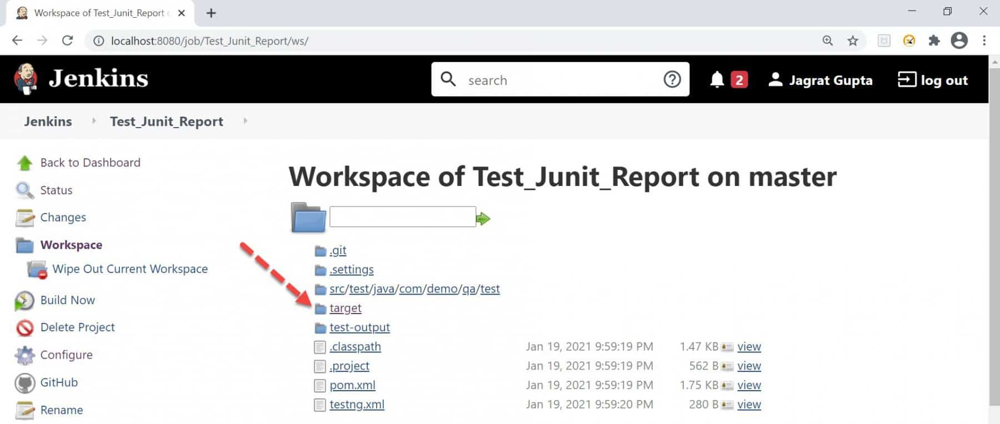 Workspace of Test_Junit_Report
localhost:8080/job/Test_Junit_Report/ws/
Jenkins
search
2
Jagrat Gupta
log out
Jenkins
Test_Junit_Report
Back to Dashboard
Status
Changes
Workspace
Wipe Out Current Workspace
Build Now
Delete Project
Configure
GitHub
Rename
Workspace of Test_Junit_Report on master
.git
.settings
src/test/java/com/demo/qa/test
target
test-output
.classpath Jan 19, 2021 9:59:19 PM 1.47 KB view
.project Jan 19, 2021 9:59:19 PM 562 B view
pom.xml Jan 19, 2021 9:59:19 PM 1.75 KB view
testng.xml Jan 19, 2021 9:59:20 PM 280 B view